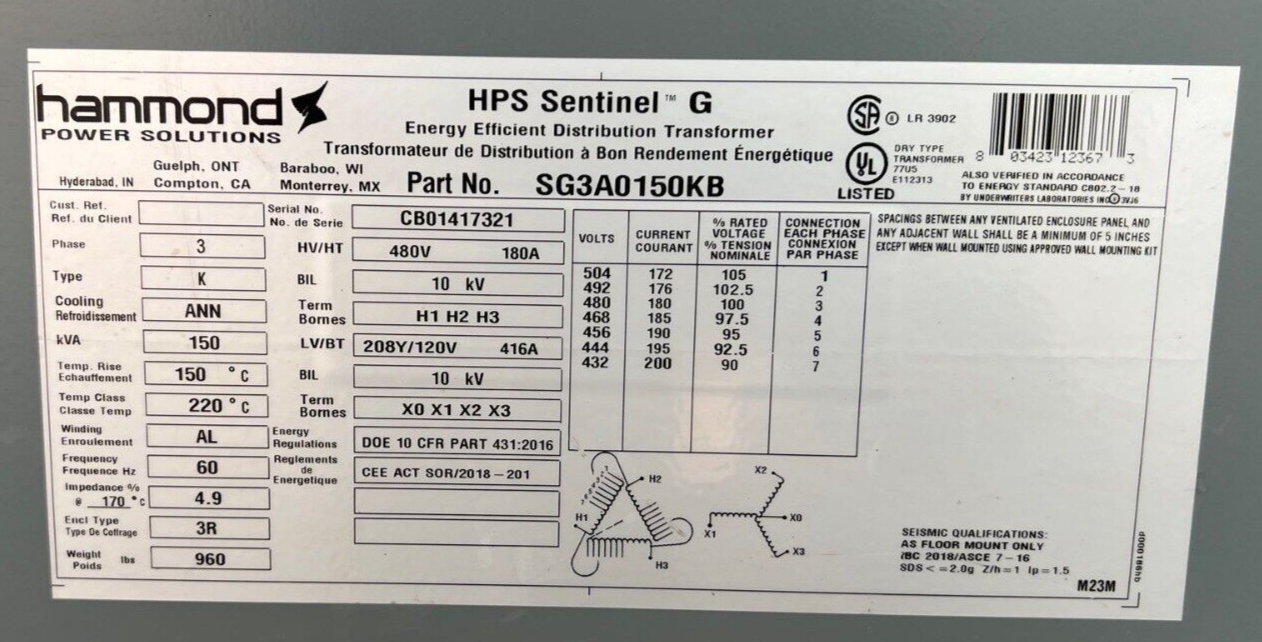 hammond
POWER SOLUTIONS
Hyderabad, IN
Guelph, ONT
Compton, CA
Baraboo, WI
Monterrey, MX
HPS Sentinel™ G
Energy Efficient Distribution Transformer
Transformateur de Distribution à Bon Rendement Énergétique
Part No. SG3A0150KB
SA ® LR 3902
UL
LISTED
DRY TYPE
TRANSFORMER
77U5
E112313
8 03423 12367 3
ALSO VERIFIED IN ACCORDANCE
TO ENERGY STANDARD C802.2-18
BY UNDERWRITERS LABORATORIES INC 3VJ6
Cust. Ref.
Ref. du Client
Phase 3
Type K
Cooling
Refroidissement ANN
kVA 150
Temp. Rise
Echauffement 150 °C
Temp Class
Classe Temp 220 °C
Winding
Enroulement AL
Frequency
Frequence Hz 60
Impedance %
@ 170 °C 4.9
Encl Type
Type De Coffrage 3R
Weight
Poids lbs 960
Serial No.
No. de Serie CB01417321
HV/HT 480V 180A
BIL 10 kV
Term
Bornes H1 H2 H3
LV/BT 208Y/120V 416A
BIL 10 kV
Term
Bornes X0 X1 X2 X3
Energy
Regulations DOE 10 CFR PART 431:2016
Reglements
de
Energetique CEE ACT SOR/2018-201
VOLTS
CURRENT
COURANT
% RATED
VOLTAGE
% TENSION
NOMINALE
CONNECTION
EACH PHASE
CONNEXION
PAR PHASE
504 172 105 1
492 176 102.5 2
480 180 100 3
468 185 97.5 4
456 190 95 5
444 195 92.5 6
432 200 90 7
SPACINGS BETWEEN ANY VENTILATED ENCLOSURE PANEL AND
ANY ADJACENT WALL SHALL BE A MINIMUM OF 5 INCHES
EXCEPT WHEN WALL MOUNTED USING APPROVED WALL MOUNTING KIT
H1
H2
H3
X1
X2
X0
X3
SEISMIC QUALIFICATIONS:
AS FLOOR MOUNT ONLY
IBC 2018/ASCE 7-16
SDS <=2.0g Z/h=1 Ip=1.5
M23M